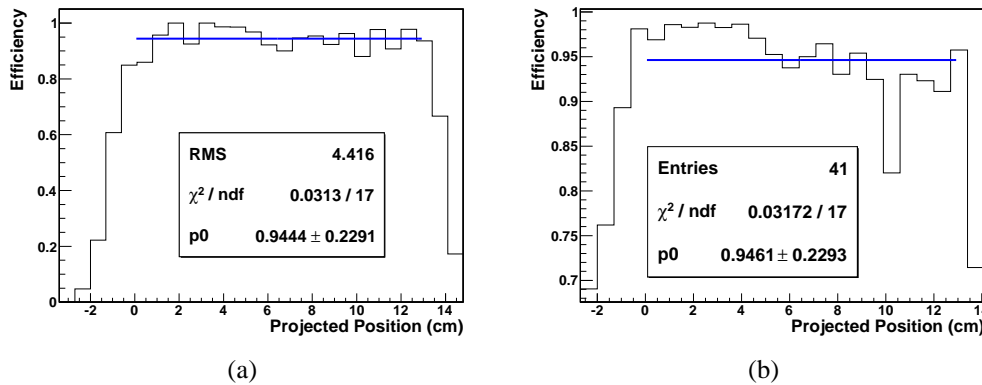 Efficiency
1
0.8
0.6
0.4
0.2
0
RMS 4.416
χ² / ndf 0.0313 / 17
p0 0.9444 ± 0.2291
-2 0 2 4 6 8 10 12 14
Projected Position (cm)
(a)
Efficiency
1
0.95
0.9
0.85
0.8
0.75
0.7
Entries 41
χ² / ndf 0.03172 / 17
p0 0.9461 ± 0.2293
-2 0 2 4 6 8 10 12 14
Projected Position (cm)
(b)